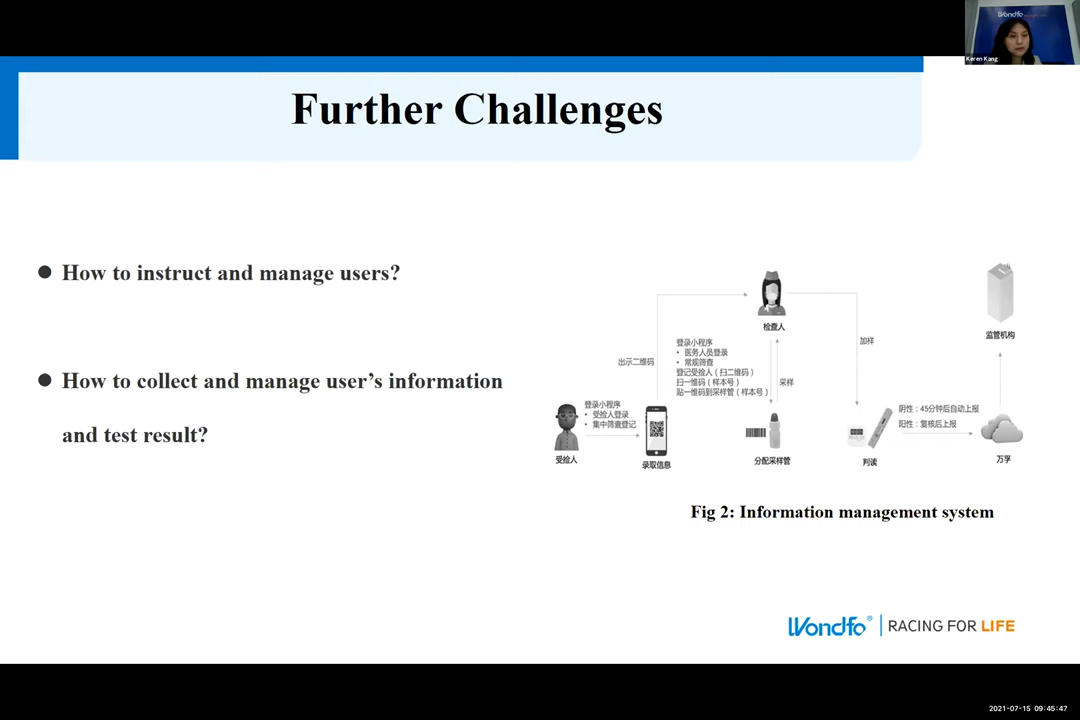 Wondfo
Keren Kang
Further Challenges
● How to instruct and manage users?
● How to collect and manage user’s information
and test result?
检查人
监管机构
出示二维码
登录小程序
• 医务人员登录
• 常规筛查
登记受检人（扫二维码）
扫一维码（样本号）
贴一维码到采样管（样本号）
采样
加样
登录小程序
• 受检人登录
• 集中筛查登记
阴性：45分钟后自动上报
阳性：复核后上报
受检人
录取信息
分配采样管
判读
万孚
Fig 2: Information management system
Wondfo® | RACING FOR LIFE
2021-07-15 09:45:47